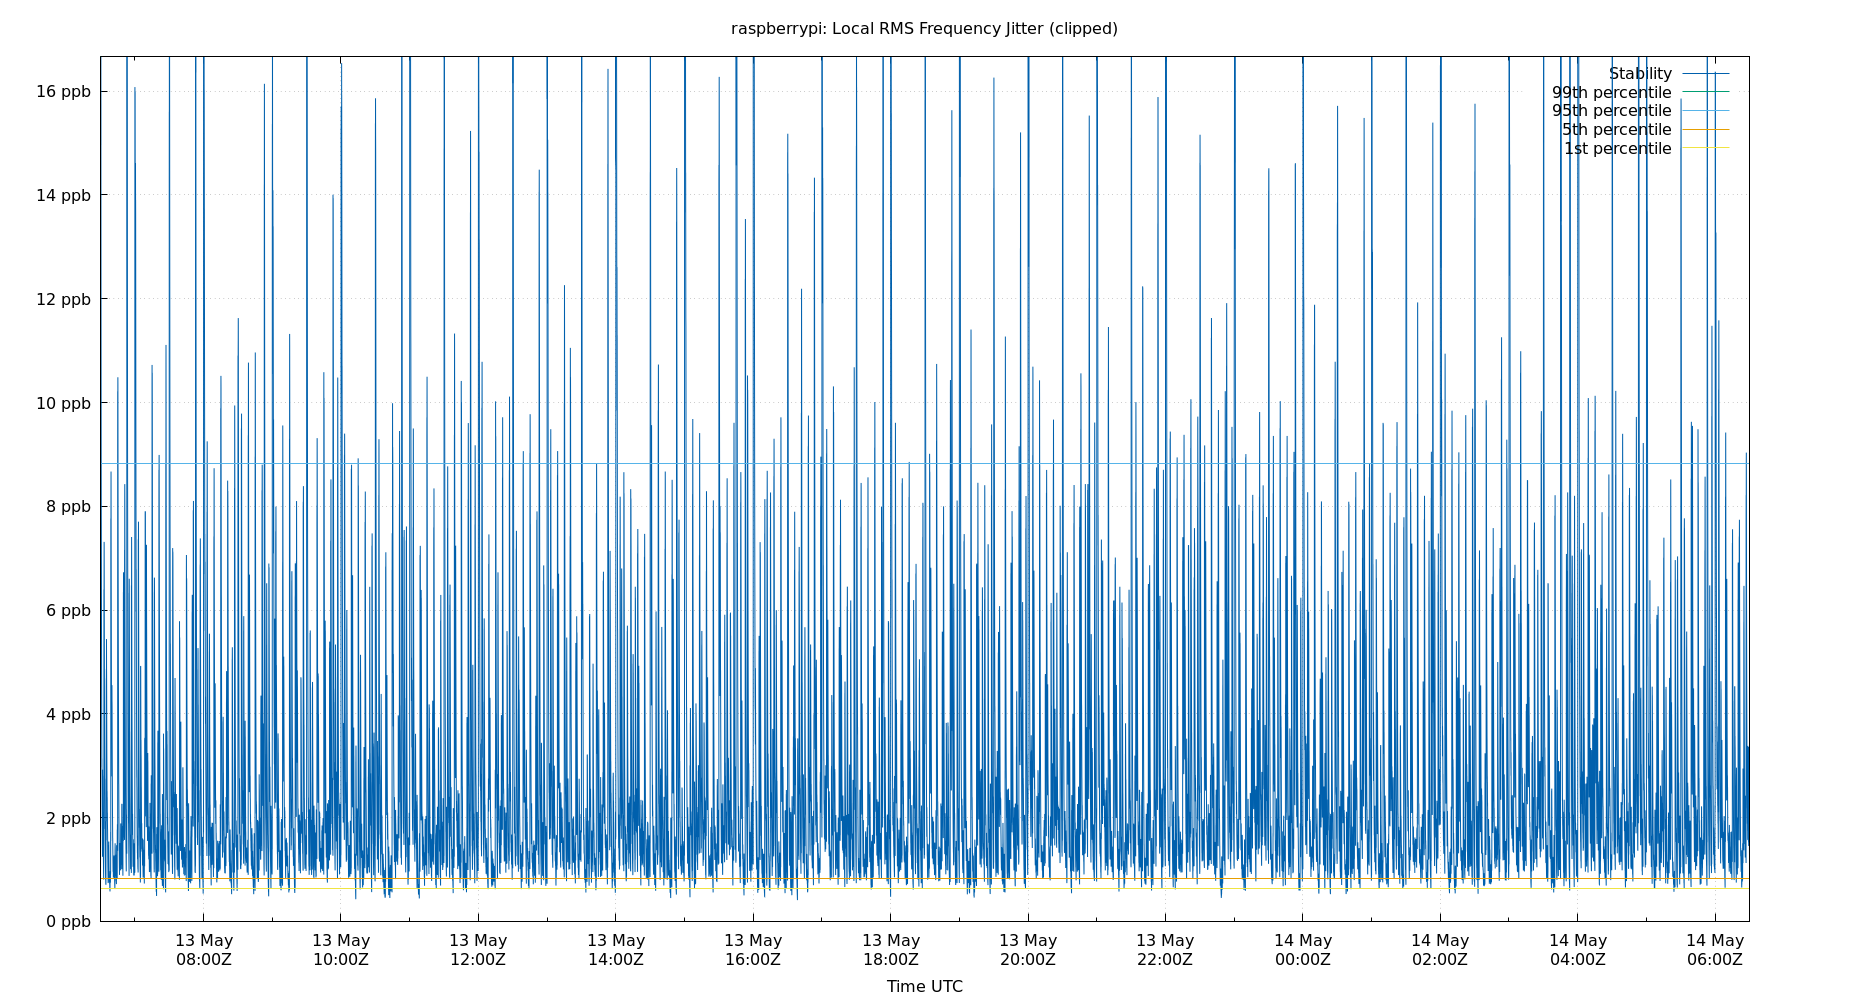 raspberrypi: Local RMS Frequency Jitter (clipped)
Stability
99th percentile
95th percentile
5th percentile
1st percentile
16 ppb
14 ppb
12 ppb
10 ppb
8 ppb
6 ppb
4 ppb
2 ppb
0 ppb
13 May 13 May 13 May 13 May 13 May 13 May 13 May 13 May 14 May 14 May 14 May 14 May
08:00Z 10:00Z 12:00Z 14:00Z 16:00Z 18:00Z 20:00Z 22:00Z 00:00Z 02:00Z 04:00Z 06:00Z
Time UTC